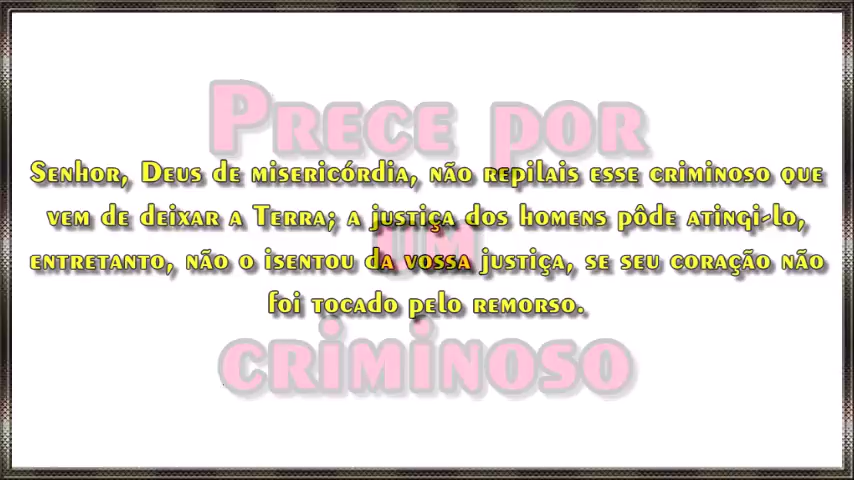 Prece por
um
criminoso
Senhor, Deus de misericórdia, não repilais esse criminoso que
vem de deixar a Terra; a justiça dos homens pôde atingi-lo,
entretanto, não o isentou da vossa justiça, se seu coração não
foi tocado pelo remorso.